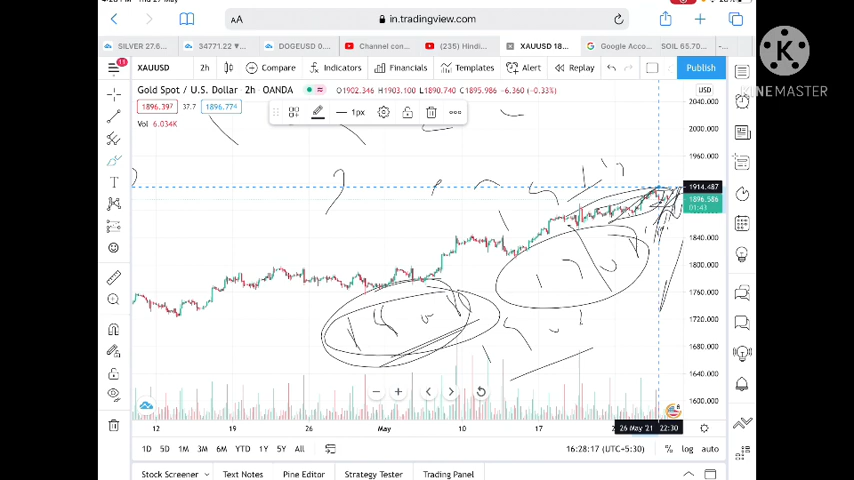 in.tradingview.com
AA
SILVER 27.6...
34771.22 ▼...
DOGEUSD 0...
Channel con...
(235) Hindi...
XAUUSD 18...
Google Acco...
SOIL 65.70...
KINEMASTER
XAUUSD
2h
Compare
Indicators
Financials
Templates
Alert
Replay
Publish
Gold Spot / U.S. Dollar · 2h · OANDA
O1902.346 H1903.100 L1890.740 C1895.986 -6.360 (-0.33%)
USD
1896.397
37.7
1896.774
1px
Vol 6.034K
2040.000
2000.000
1960.000
1914.487
1896.586
01:43
1840.000
1800.000
1760.000
1720.000
1680.000
1640.000
1600.000
12
19
26
May
10
17
26 May '21 22:30
1D
5D
1M
3M
6M
YTD
1Y
5Y
All
16:28:17 (UTC+5:30)
%
log
auto
Stock Screener
Text Notes
Pine Editor
Strategy Tester
Trading Panel